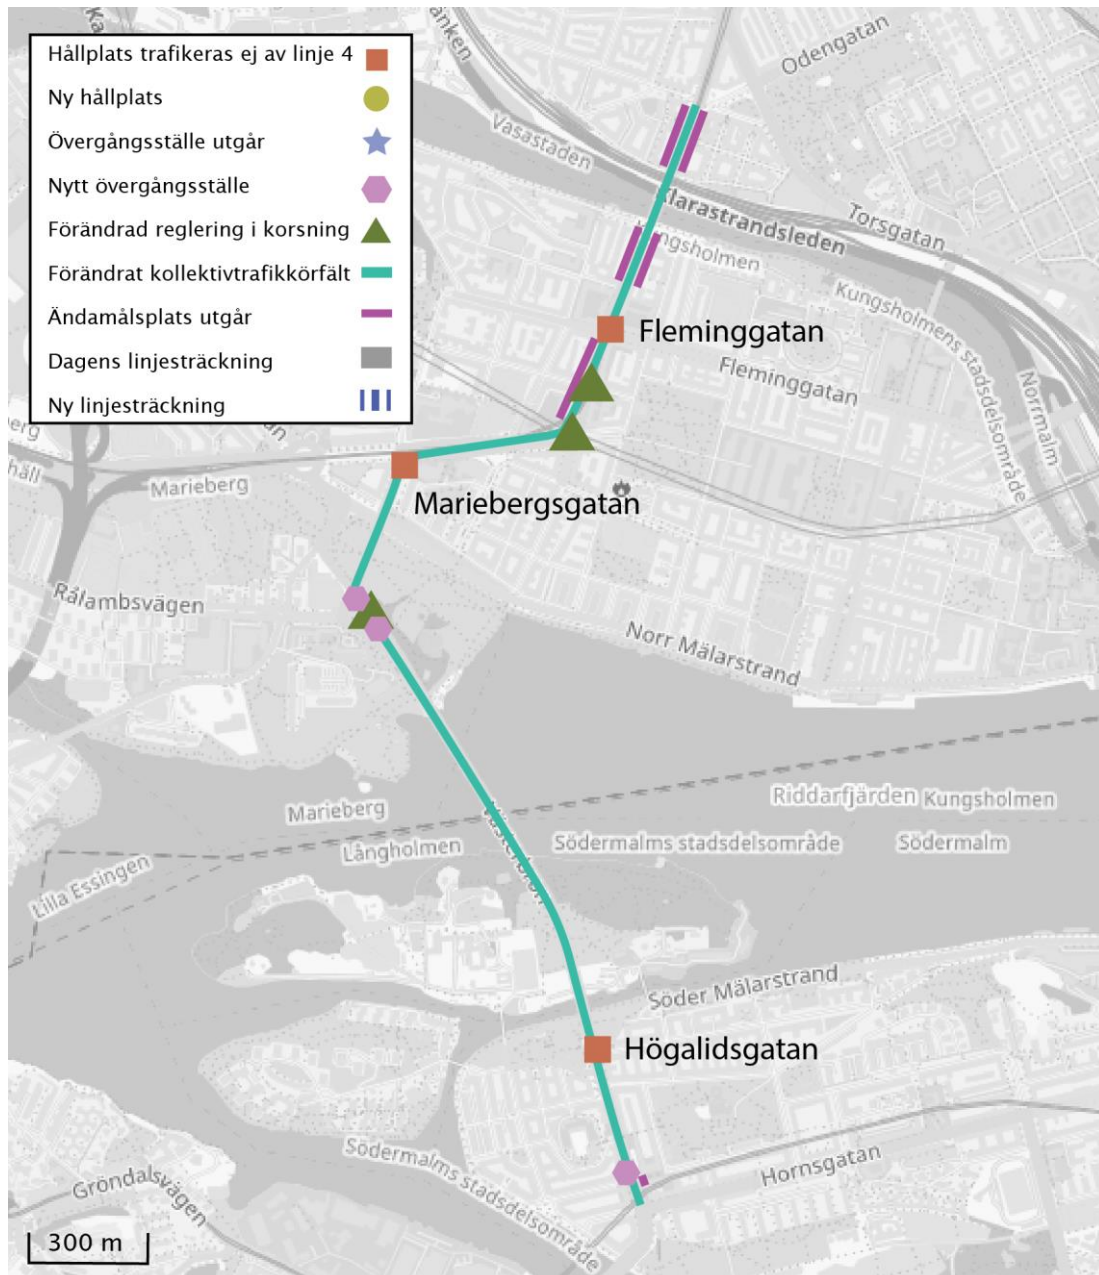 Hållplats trafikeras ej av linje 4
Ny hållplats
Övergångsställe utgår
Nytt övergångsställe
Förändrad reglering i korsning
Förändrat kollektivtrafikkörfält
Ändamålsplats utgår
Dagens linjesträckning
Ny linjesträckning
Odengatan
Vasastaden
Klarastrandsleden
Torsgatan
Kungsholmen
Kungsholmens stadsdelsområde
Norrmalm
Fleminggatan
Fleminggatan
Marieberg
Mariebergsgatan
Rålambsvägen
Norr Mälarstrand
Riddarfjärden
Kungsholmen
Marieberg
Västerbron
Långholmen
Södermalms stadsdelsområde
Södermalm
Lilla Essingen
Söder Mälarstrand
Högalidsgatan
Södermalms stadsdelsområde
Hornsgatan
Gröndalsvägen
300 m